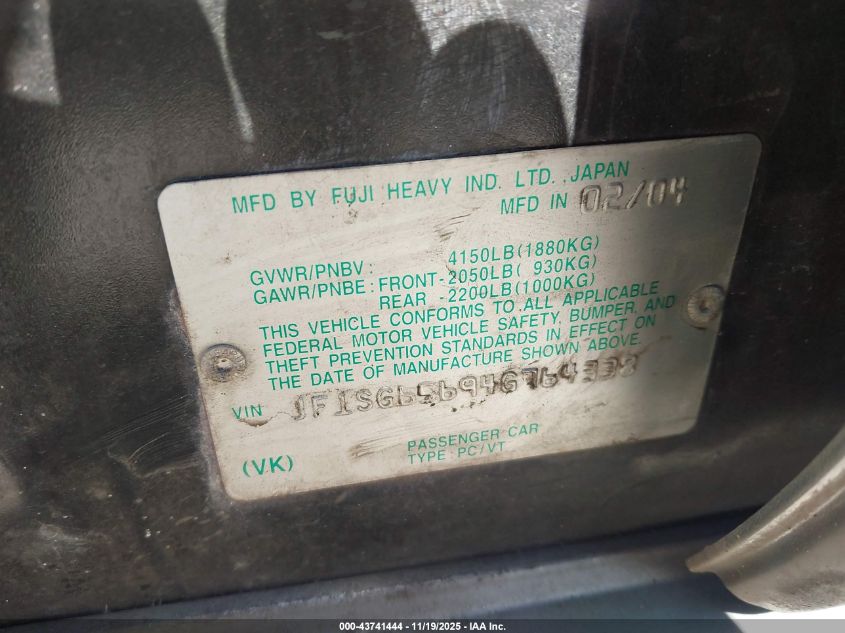 MFD BY FUJI HEAVY IND. LTD. JAPAN
MFD IN 02/04
GVWR/PNBV : 4150LB(1880KG)
GAWR/PNBE : FRONT-2050LB( 930KG)
REAR -2200LB(1000KG)
THIS VEHICLE CONFORMS TO ALL APPLICABLE
FEDERAL MOTOR VEHICLE SAFETY, BUMPER, AND
THEFT PREVENTION STANDARDS IN EFFECT ON
THE DATE OF MANUFACTURE SHOWN ABOVE.
VIN
PASSENGER CAR
(VK) TYPE : PC/VT
000-43741444 - 11/19/2025 - IAA Inc.